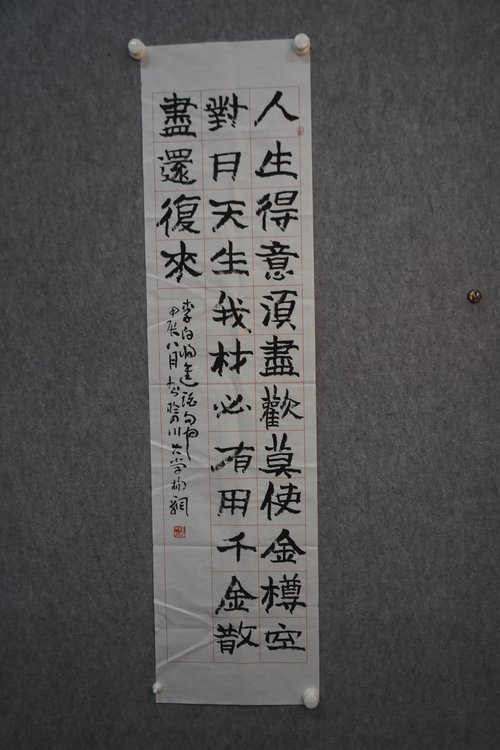 人生得意須盡歡莫使金樽空
對月天生我材必有用千金散
盡還復來
李白将進酒句
甲辰八月